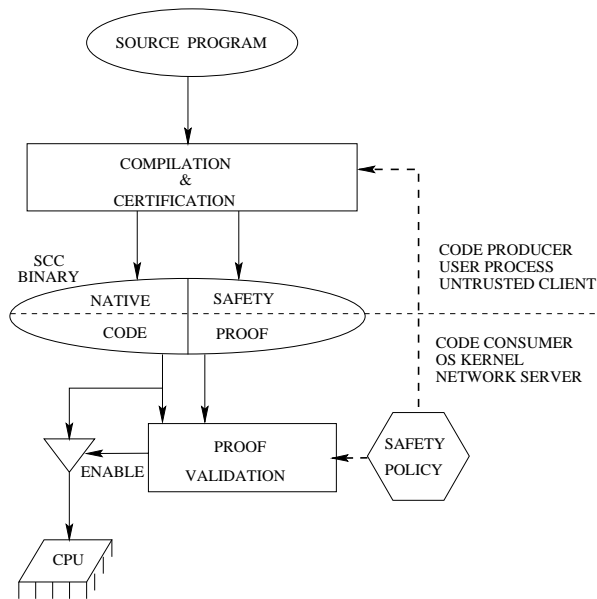 SOURCE PROGRAM
COMPILATION
&
CERTIFICATION
SCC
BINARY
NATIVE
CODE
SAFETY
PROOF
CODE PRODUCER
USER PROCESS
UNTRUSTED CLIENT
CODE CONSUMER
OS KERNEL
NETWORK SERVER
PROOF
VALIDATION
ENABLE
SAFETY
POLICY
CPU